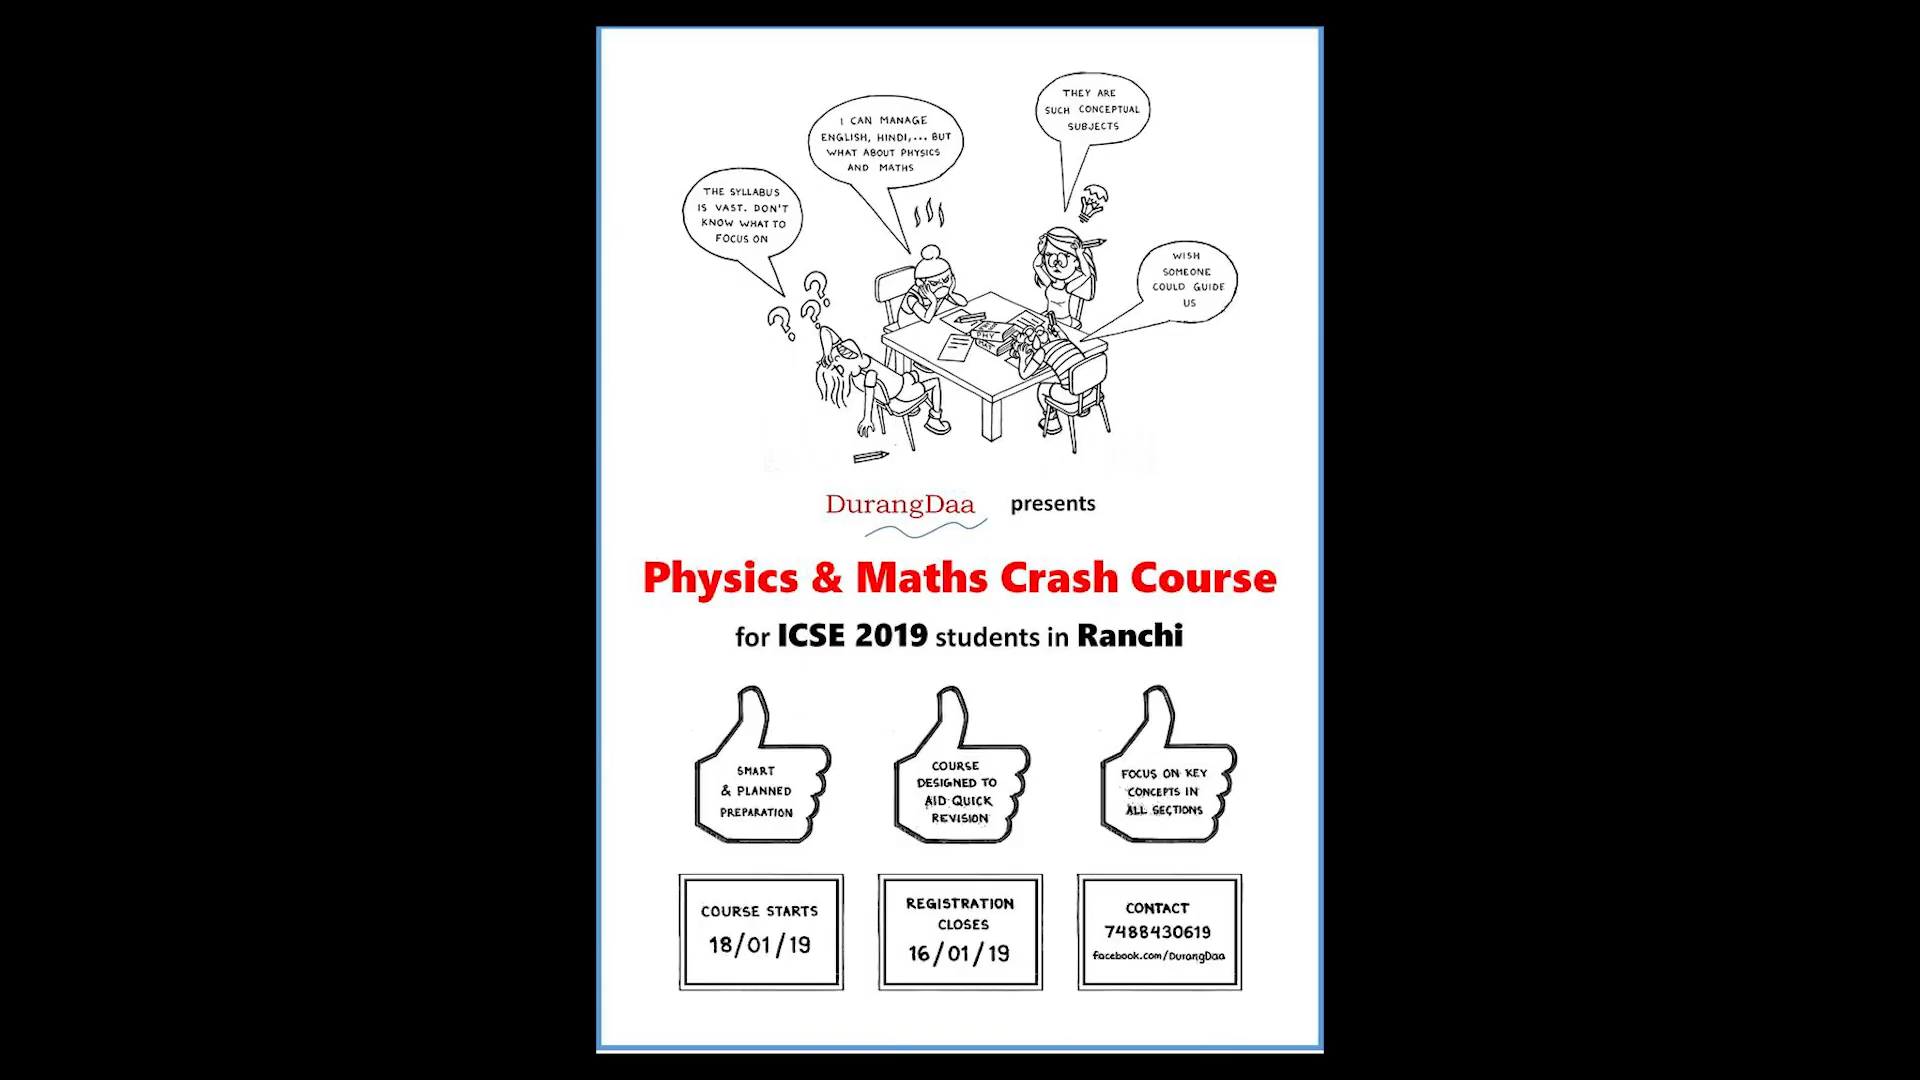 THEY ARE
SUCH CONCEPTUAL
SUBJECTS
I CAN MANAGE
ENGLISH, HINDI,... BUT
WHAT ABOUT PHYSICS
AND MATHS
THE SYLLABUS
IS VAST. DON'T
KNOW WHAT TO
FOCUS ON
WISH
SOMEONE
COULD GUIDE
US
PHY
MAT
DurangDaa presents
Physics & Maths Crash Course
for ICSE 2019 students in Ranchi
SMART
& PLANNED
PREPARATION
COURSE
DESIGNED TO
AID QUICK
REVISION
FOCUS ON KEY
CONCEPTS IN
ALL SECTIONS
COURSE STARTS
18/01/19
REGISTRATION
CLOSES
16/01/19
CONTACT
7488430619
facebook.com/DurangDaa